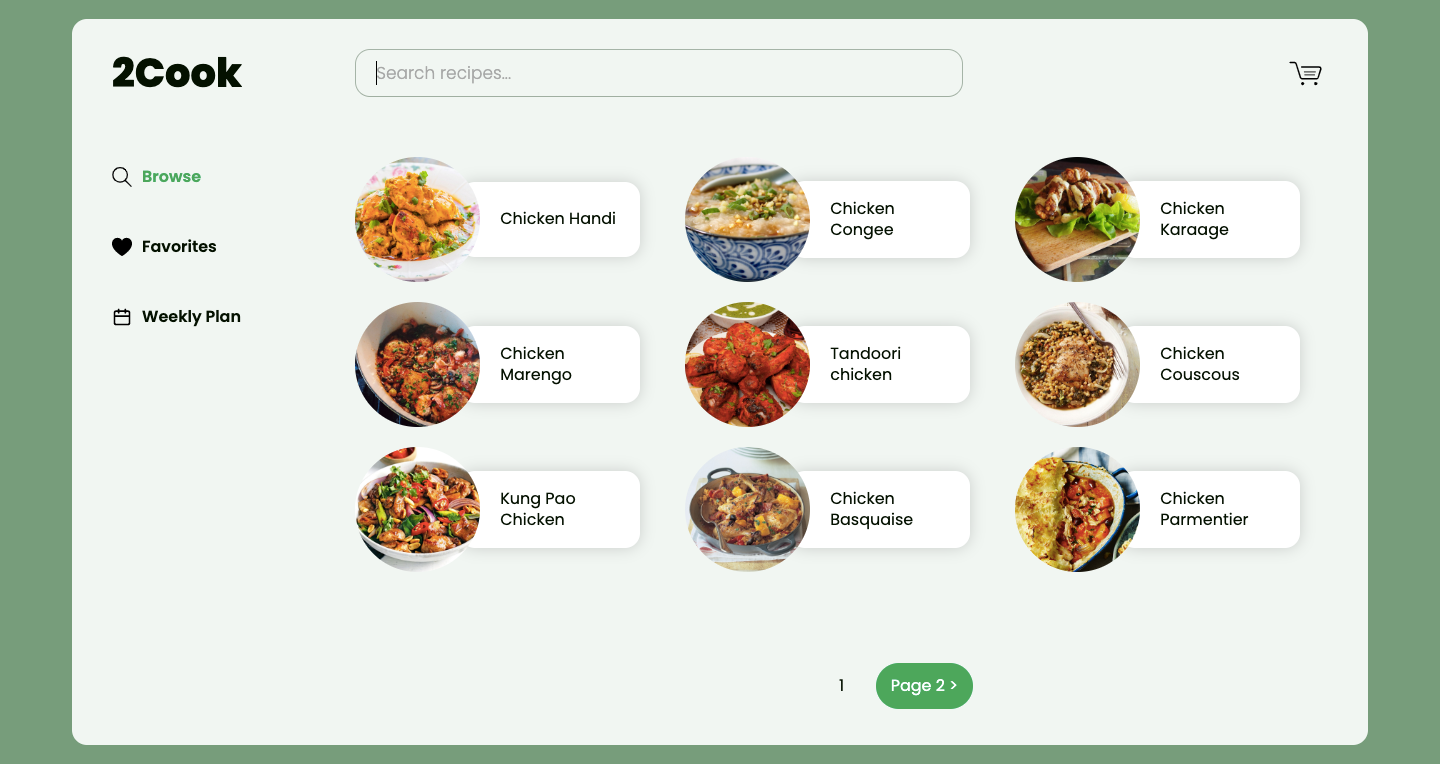 2Cook
Search recipes...
Browse
Favorites
Weekly Plan
Chicken Handi
Chicken
Congee
Chicken
Karaage
Chicken
Marengo
Tandoori
chicken
Chicken
Couscous
Kung Pao
Chicken
Chicken
Basquaise
Chicken
Parmentier
1
Page 2 >